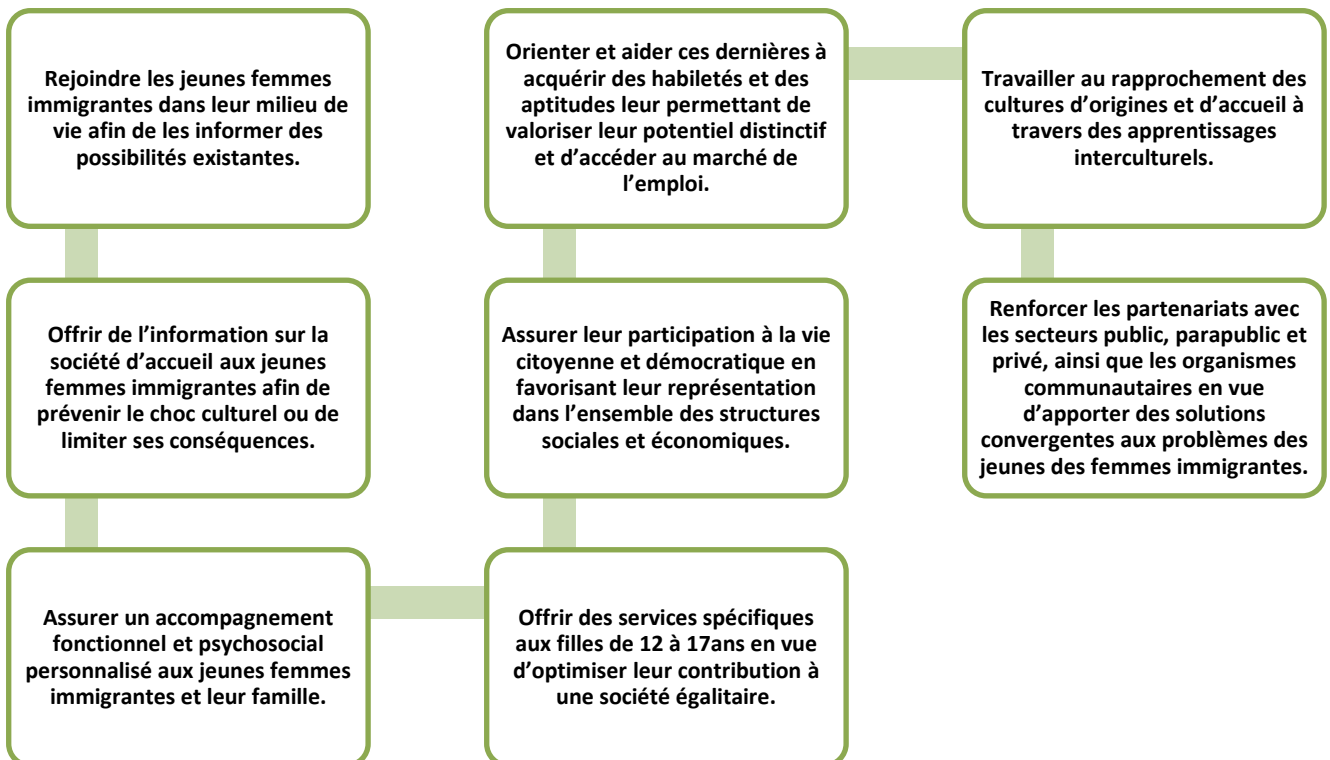 Rejoindre les jeunes femmes
immigrantes dans leur milieu de
vie afin de les informer des
possibilités existantes.
Offrir de l’information sur la
société d’accueil aux jeunes
femmes immigrantes afin de
prévenir le choc culturel ou de
limiter ses conséquences.
Assurer un accompagnement
fonctionnel et psychosocial
personnalisé aux jeunes femmes
immigrantes et leur famille.
Offrir des services spécifiques
aux filles de 12 à 17ans en vue
d’optimiser leur contribution à
une société égalitaire.
Assurer leur participation à la vie
citoyenne et démocratique en
favorisant leur représentation
dans l’ensemble des structures
sociales et économiques.
Orienter et aider ces dernières à
acquérir des habiletés et des
aptitudes leur permettant de
valoriser leur potentiel distinctif
et d’accéder au marché de
l’emploi.
Travailler au rapprochement des
cultures d’origines et d’accueil à
travers des apprentissages
interculturels.
Renforcer les partenariats avec
les secteurs public, parapublic et
privé, ainsi que les organismes
communautaires en vue
d’apporter des solutions
convergentes aux problèmes des
jeunes des femmes immigrantes.